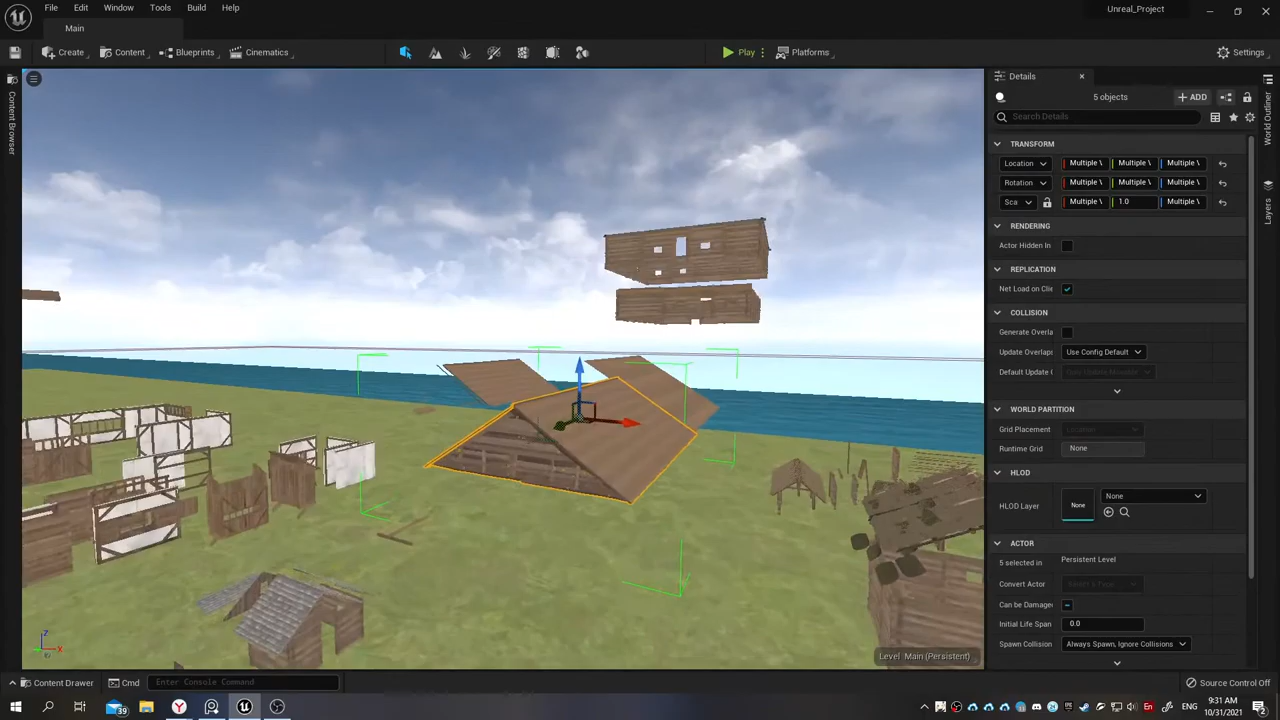 File Edit Window Tools Build Help
Unreal_Project
Main
Create Content Blueprints Cinematics Play Platforms Settings
Content Browser
Details
5 objects
ADD
Search Details
World Outliner
Layers
TRANSFORM
Location Multiple \ Multiple \ Multiple \
Rotation Multiple \ Multiple \ Multiple \
Sca Multiple \ 1.0 Multiple \
RENDERING
Actor Hidden In
REPLICATION
Net Load on Clie
COLLISION
Generate Overla
Update Overlaps Use Config Default
Default Update
WORLD PARTITION
Grid Placement Location
Runtime Grid None
HLOD
HLOD Layer None None
ACTOR
5 selected in Persistent Level
Convert Actor
Can be Damaged
Initial Life Span 0.0
Spawn Collision Always Spawn, Ignore Collisions
Z
X
Level: Main (Persistent)
Content Drawer Cmd Enter Console Command Source Control Off
39
En
9:31 AM
10/31/2021